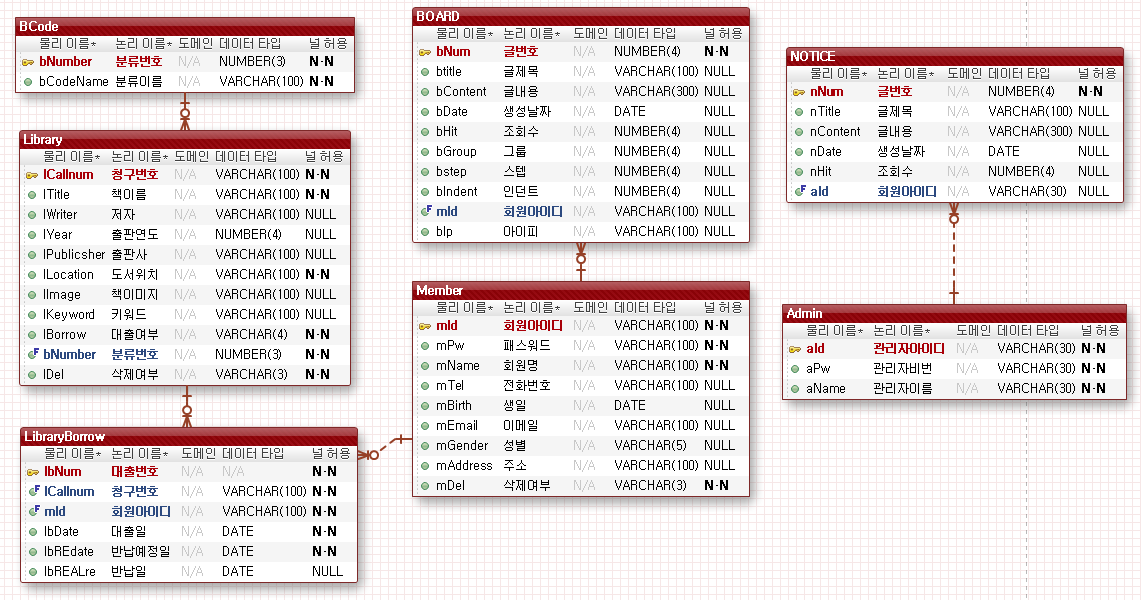 BCode
물리 이름* 논리 이름* 도메인 데이터 타입 널 허용
bNumber 분류번호 N/A NUMBER(3) N·N
bCodeName 분류이름 N/A VARCHAR(100) N·N
Library
물리 이름* 논리 이름* 도메인 데이터 타입 널 허용
lCallnum 청구번호 N/A VARCHAR(100) N·N
lTitle 책이름 N/A VARCHAR(100) N·N
lWriter 저자 N/A VARCHAR(100) NULL
lYear 출판연도 N/A NUMBER(4) NULL
lPublicsher 출판사 N/A VARCHAR(100) NULL
lLocation 도서위치 N/A VARCHAR(100) N·N
lImage 책이미지 N/A VARCHAR(100) NULL
lKeyword 키워드 N/A VARCHAR(100) NULL
lBorrow 대출여부 N/A VARCHAR(4) N·N
bNumber 분류번호 N/A NUMBER(3) N·N
lDel 삭제여부 N/A VARCHAR(3) N·N
LibraryBorrow
물리 이름* 논리 이름* 도메인 데이터 타입 널 허용
lbNum 대출번호 N/A N/A N·N
lCallnum 청구번호 N/A VARCHAR(100) N·N
mId 회원아이디 N/A VARCHAR(100) N·N
lbDate 대출일 N/A DATE N·N
lbREdate 반납예정일 N/A DATE N·N
lbREALre 반납일 N/A DATE NULL
BOARD
물리 이름* 논리 이름* 도메인 데이터 타입 널 허용
bNum 글번호 N/A NUMBER(4) N·N
btitle 글제목 N/A VARCHAR(100) NULL
bContent 글내용 N/A VARCHAR(300) NULL
bDate 생성날짜 N/A DATE NULL
bHit 조회수 N/A NUMBER(4) NULL
bGroup 그룹 N/A NUMBER(4) NULL
bstep 스텝 N/A NUMBER(4) NULL
bIndent 인던트 N/A NUMBER(4) NULL
mId 회원아이디 N/A VARCHAR(100) NULL
bIp 아이피 N/A VARCHAR(100) NULL
Member
물리 이름* 논리 이름* 도메인 데이터 타입 널 허용
mId 회원아이디 N/A VARCHAR(100) N·N
mPw 패스워드 N/A VARCHAR(100) N·N
mName 회원명 N/A VARCHAR(100) N·N
mTel 전화번호 N/A VARCHAR(100) NULL
mBirth 생일 N/A DATE NULL
mEmail 이메일 N/A VARCHAR(100) NULL
mGender 성별 N/A VARCHAR(5) NULL
mAddress 주소 N/A VARCHAR(100) NULL
mDel 삭제여부 N/A VARCHAR(3) N·N
NOTICE
물리 이름* 논리 이름* 도메인 데이터 타입 널 허용
nNum 글번호 N/A NUMBER(4) N·N
nTitle 글제목 N/A VARCHAR(100) NULL
nContent 글내용 N/A VARCHAR(300) NULL
nDate 생성날짜 N/A DATE NULL
nHit 조회수 N/A NUMBER(4) NULL
aId 회원아이디 N/A VARCHAR(30) NULL
Admin
물리 이름* 논리 이름* 도메인 데이터 타입 널 허용
aId 관리자아이디 N/A VARCHAR(30) N·N
aPw 관리자비번 N/A VARCHAR(30) N·N
aName 관리자이름 N/A VARCHAR(30) N·N